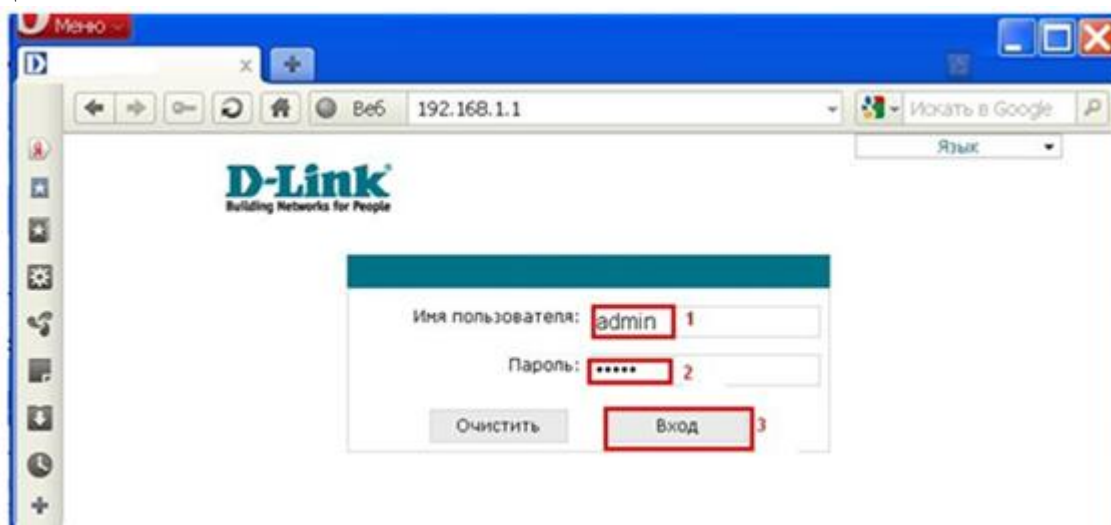 Меню
Веб 192.168.1.1 Искать в Google
Язык
D-Link
Building Networks for People
Имя пользователя: admin 1
Пароль: ••••• 2
Очистить Вход 3